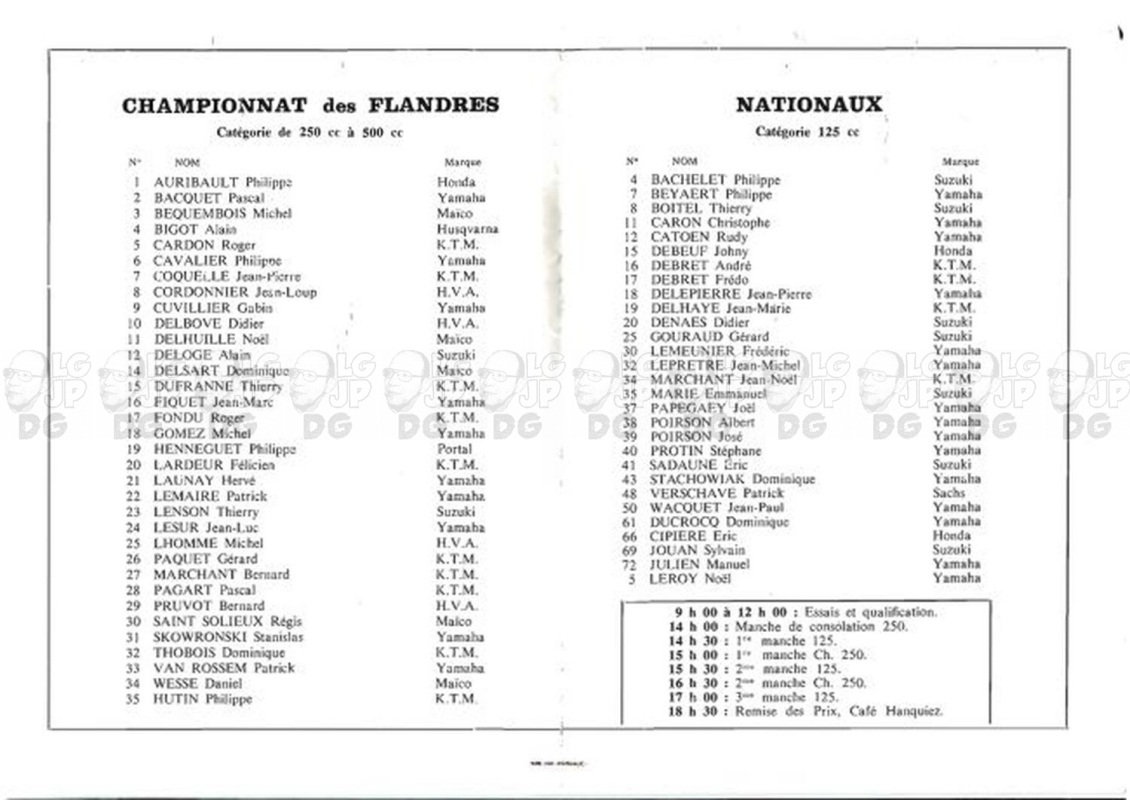 CHAMPIONNAT des FLANDRES
Catégorie de 250 cc à 500 cc
N° NOM Marque
1 AURIBAULT Philippe Honda
2 BACQUET Pascal Yamaha
3 BEQUEMBOIS Michel Maïco
4 BIGOT Alain Husqvarna
5 CARDON Roger K.T.M.
6 CAVALIER Philippe Yamaha
7 COQUELLE Jean-Pierre K.T.M.
8 CORDONNIER Jean-Loup H.V.A.
9 CUVILLIER Gabin Yamaha
10 DELBOVE Didier H.V.A.
11 DELHUILLE Noël Maïco
12 DELOGE Alain Suzuki
14 DELSART Dominique Maïco
15 DUFRANNE Thierry K.T.M.
16 FIQUET Jean-Marc Yamaha
17 FONDU Roger K.T.M.
18 GOMEZ Michel Yamaha
19 HENNEGUET Philippe Portal
20 LARDEUR Félicien K.T.M.
21 LAUNAY Hervé Yamaha
22 LEMAIRE Patrick Yamaha
23 LENSON Thierry Suzuki
24 LESUR Jean-Luc Yamaha
25 LHOMME Michel H.V.A.
26 PAQUET Gérard K.T.M.
27 MARCHANT Bernard K.T.M.
28 PAGART Pascal K.T.M.
29 PRUVOT Bernard H.V.A.
30 SAINT SOLIEUX Régis Maïco
31 SKOWRONSKI Stanislas Yamaha
32 THOBOIS Dominique K.T.M.
33 VAN ROSSEM Patrick Yamaha
34 WESSE Daniel Maïco
35 HUTIN Philippe K.T.M.
NATIONAUX
Catégorie 125 cc
N° NOM Marque
4 BACHELET Philippe Suzuki
7 BEYAERT Philippe Yamaha
8 BOITEL Thierry Suzuki
11 CARON Christophe Yamaha
12 CATOEN Rudy Yamaha
15 DEBEUF Johny Honda
16 DEBRET André K.T.M.
17 DEBRET Frédo K.T.M.
18 DELEPIERRE Jean-Pierre Yamaha
19 DELHAYE Jean-Marie K.T.M.
20 DENAES Didier Suzuki
25 GOURAUD Gérard Suzuki
30 LEMEUNIER Frédéric Yamaha
32 LEPRETRE Jean-Michel Yamaha
34 MARCHANT Jean-Noël K.T.M.
35 MARIE Emmanuel Suzuki
37 PAPEGAEY Joël Yamaha
38 POIRSON Albert Yamaha
39 POIRSON José Yamaha
40 PROTIN Stéphane Yamaha
41 SADAUNE Eric Suzuki
43 STACHOWIAK Dominique Yamaha
48 VERSCHAVE Patrick Sachs
50 WACQUET Jean-Paul Yamaha
61 DUCROCQ Dominique Yamaha
66 CIPIERE Eric Honda
69 JOUAN Sylvain Suzuki
72 JULIEN Manuel Yamaha
5 LEROY Noël Yamaha
9 h 00 à 12 h 00 : Essais et qualification.
14 h 00 : Manche de consolation 250.
14 h 30 : 1re manche 125.
15 h 00 : 1re manche Ch. 250.
15 h 30 : 2me manche 125.
16 h 30 : 2me manche Ch. 250.
17 h 00 : 3me manche 125.
18 h 30 : Remise des Prix, Café Hanquiez.
LG JP DG